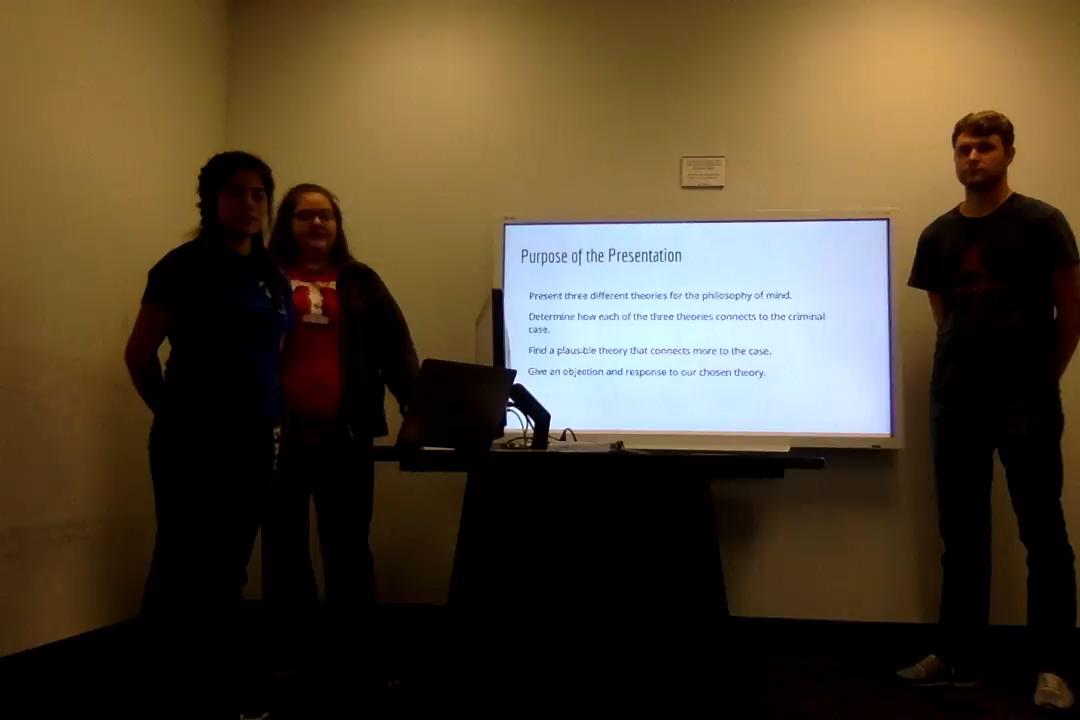 Purpose of the Presentation
Present three different theories for the philosophy of mind.
Determine how each of the three theories connects to the criminal
case.
Find a plausible theory that connects more to the case.
Give an objection and response to our chosen theory.